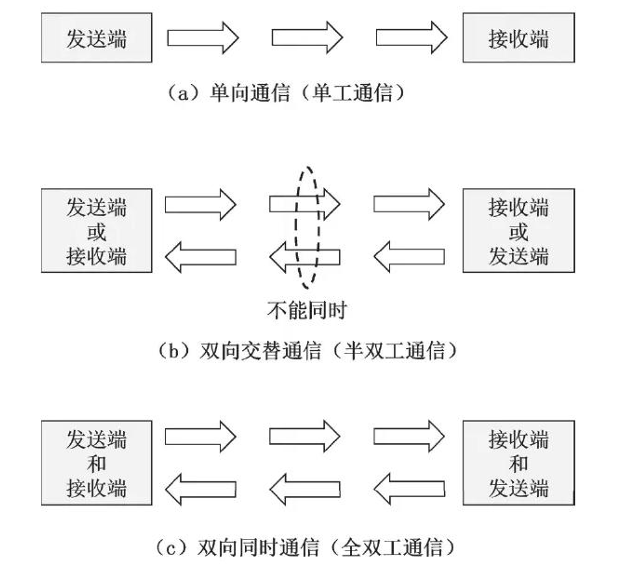 发送端 接收端
（a）单向通信（单工通信）
发送端 接收端
或 或
接收端 发送端
不能同时
（b）双向交替通信（半双工通信）
发送端 接收端
和 和
接收端 发送端
（c）双向同时通信（全双工通信）